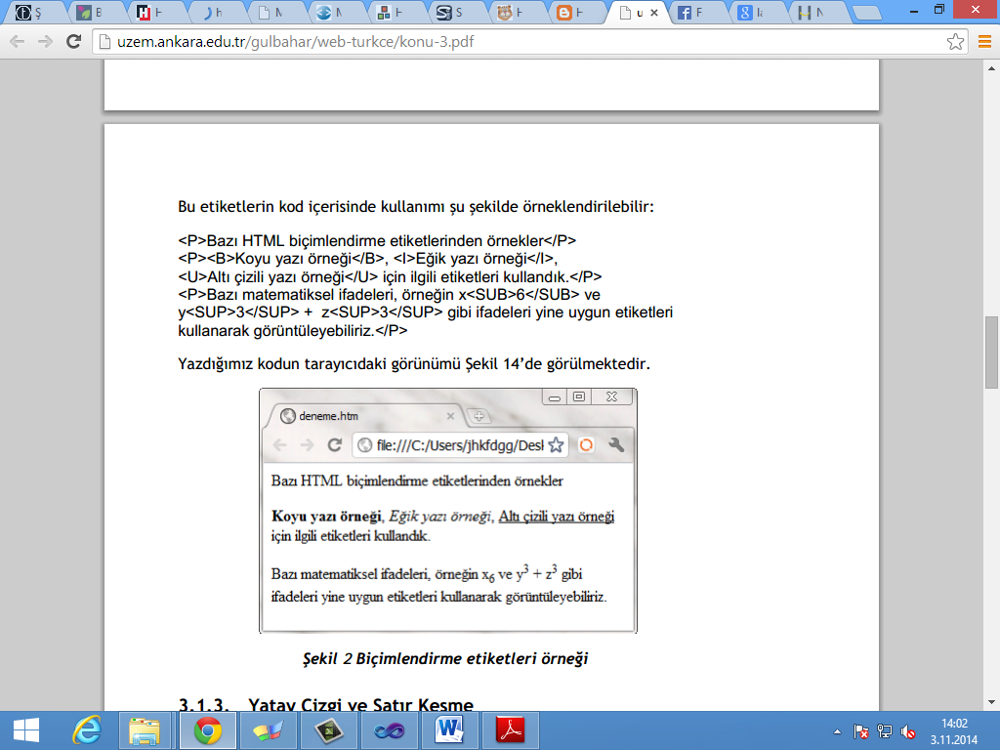 Ş
B
H
h
M
M
H
S
H
H
u
F
la
N
uzem.ankara.edu.tr/gulbahar/web-turkce/konu-3.pdf
Bu etiketlerin kod içerisinde kullanımı şu şekilde örneklendirilebilir:
<P>Bazı HTML biçimlendirme etiketlerinden örnekler</P>
<P><B>Koyu yazı örneği</B>, <I>Eğik yazı örneği</I>,
<U>Altı çizili yazı örneği</U> için ilgili etiketleri kullandık.</P>
<P>Bazı matematiksel ifadeleri, örneğin x<SUB>6</SUB> ve
y<SUP>3</SUP> + z<SUP>3</SUP> gibi ifadeleri yine uygun etiketleri
kullanarak görüntüleyebiliriz.</P>
Yazdığımız kodun tarayıcıdaki görünümü Şekil 14’de görülmektedir.
deneme.htm
file:///C:/Users/jhkfdgg/Desl
Bazı HTML biçimlendirme etiketlerinden örnekler
Koyu yazı örneği, Eğik yazı örneği, Altı çizili yazı örneği
için ilgili etiketleri kullandık.
Bazı matematiksel ifadeleri, örneğin x₆ ve y³ + z³ gibi
ifadeleri yine uygun etiketleri kullanarak görüntüleyebiliriz.
Şekil 2 Biçimlendirme etiketleri örneği
3.1.3. Yatay Çizgi ve Satır Kesme
14:02
3.11.2014